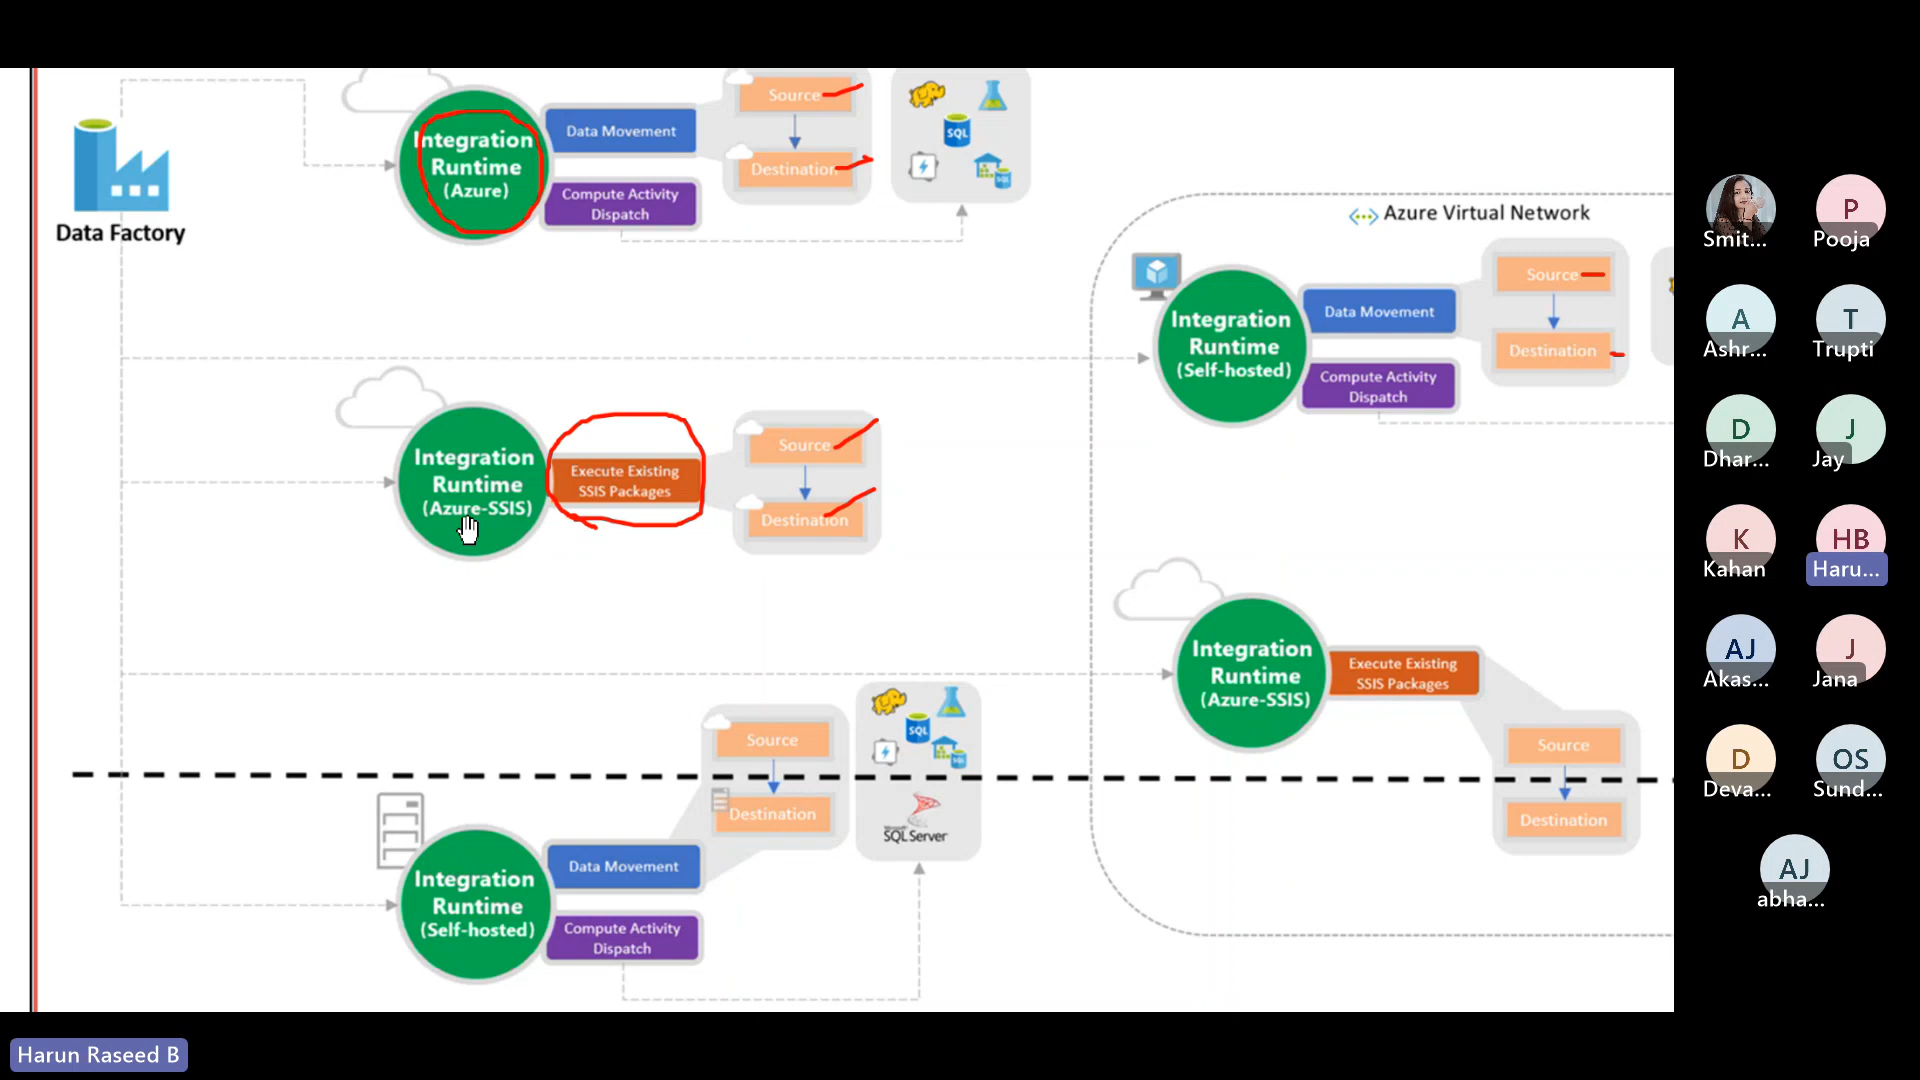 Data Factory
Integration
Runtime
(Azure)
Data Movement
Compute Activity
Dispatch
Source
Destination
SQL
Azure Virtual Network
Integration
Runtime
(Self-hosted)
Data Movement
Compute Activity
Dispatch
Source
Destination
Integration
Runtime
(Azure-SSIS)
Execute Existing
SSIS Packages
Source
Destination
Integration
Runtime
(Azure-SSIS)
Execute Existing
SSIS Packages
Source
Destination
Source
Destination
SQL
SQL Server
Integration
Runtime
(Self-hosted)
Data Movement
Compute Activity
Dispatch
Smit...
P
Pooja
A
Ashr...
T
Trupti
D
Dhar...
J
Jay
K
Kahan
HB
Haru...
AJ
Akas...
J
Jana
D
Deva...
OS
Sund...
AJ
abha...
Harun Raseed B